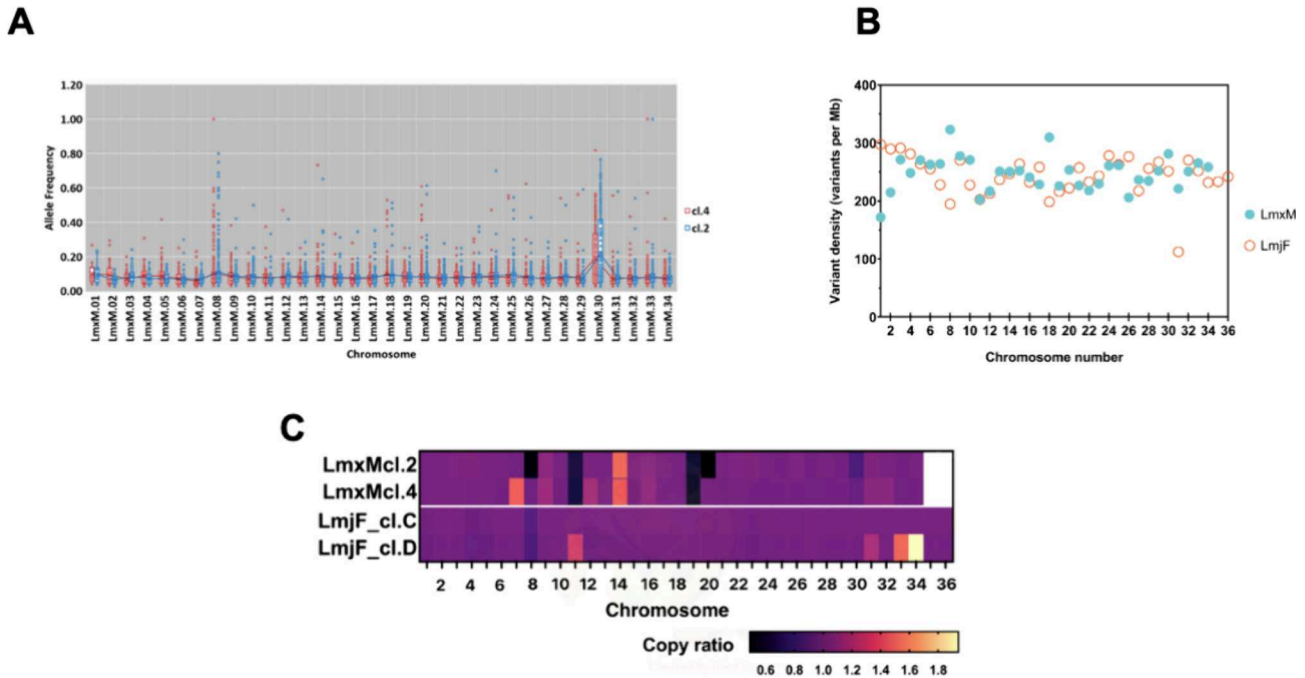 A
B
1.20
1.00
0.80
0.60
0.40
0.20
0.00
Allele Frequency
LmxM.01
LmxM.02
LmxM.03
LmxM.04
LmxM.05
LmxM.06
LmxM.07
LmxM.08
LmxM.09
LmxM.10
LmxM.11
LmxM.12
LmxM.13
LmxM.14
LmxM.15
LmxM.16
LmxM.17
LmxM.18
LmxM.19
LmxM.20
LmxM.21
LmxM.22
LmxM.23
LmxM.24
LmxM.25
LmxM.26
LmxM.27
LmxM.28
LmxM.29
LmxM.30
LmxM.31
LmxM.32
LmxM.33
LmxM.34
Chromosome
cl.4
cl.2
400
300
200
100
0
Variant density (variants per Mb)
2 4 6 8 10 12 14 16 18 20 22 24 26 28 30 32 34 36
Chromosome number
LmxM
LmjF
C
LmxMcl.2
LmxMcl.4
LmjF_cl.C
LmjF_cl.D
2 4 6 8 10 12 14 16 18 20 22 24 26 28 30 32 34 36
Chromosome
Copy ratio
0.6 0.8 1.0 1.2 1.4 1.6 1.8